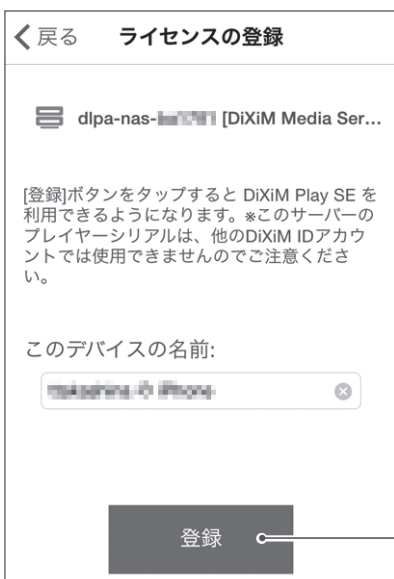 戻る ライセンスの登録
dlpa-nas- [DiXiM Media Ser...
[登録]ボタンをタップすると DiXiM Play SE を
利用できるようになります。※このサーバーの
プレイヤーシリアルは、他のDiXiM IDアカウ
ントでは使用できませんのでご注意くださ
い。
このデバイスの名前:
iPhone
登録